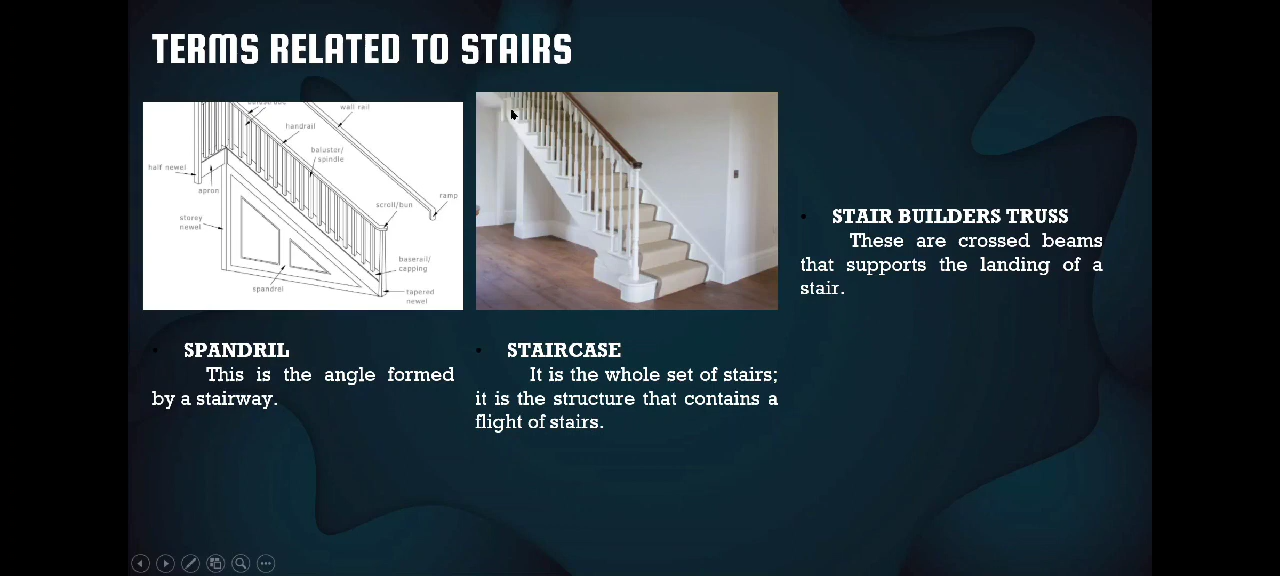 TERMS RELATED TO STAIRS
wall rail
handrail
baluster/
spindle
half newel
apron
ramp
scroll/bun
storey
newel
baserail/
capping
spandrel
tapered
newel
SPANDRIL
This is the angle formed
by a stairway.
STAIRCASE
It is the whole set of stairs;
it is the structure that contains a
flight of stairs.
STAIR BUILDERS TRUSS
These are crossed beams
that supports the landing of a
stair.